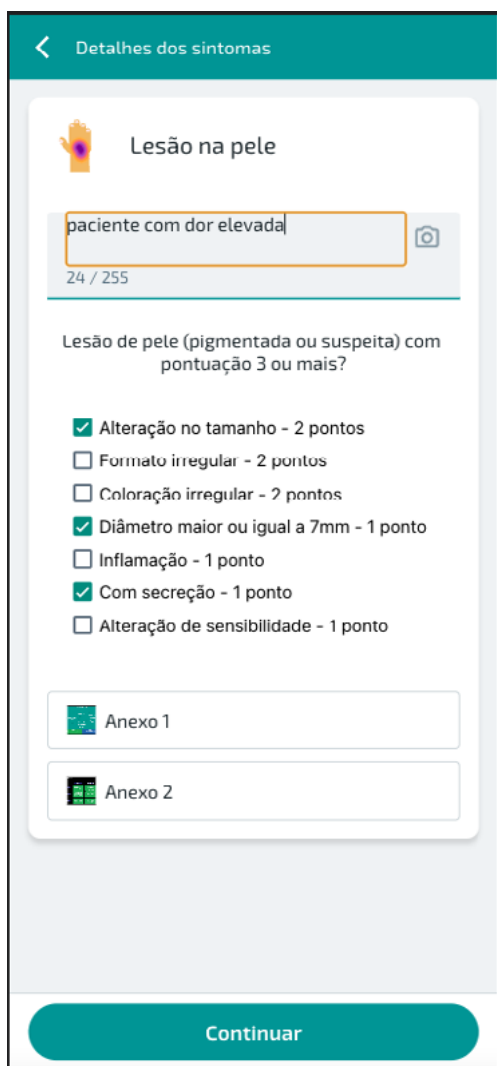 Detalhes dos sintomas
Lesão na pele
paciente com dor elevada
24 / 255
Lesão de pele (pigmentada ou suspeita) com
pontuação 3 ou mais?
Alteração no tamanho - 2 pontos
Formato irregular - 2 pontos
Coloração irregular - 2 pontos
Diâmetro maior ou igual a 7mm - 1 ponto
Inflamação - 1 ponto
Com secreção - 1 ponto
Alteração de sensibilidade - 1 ponto
Anexo 1
Anexo 2
Continuar